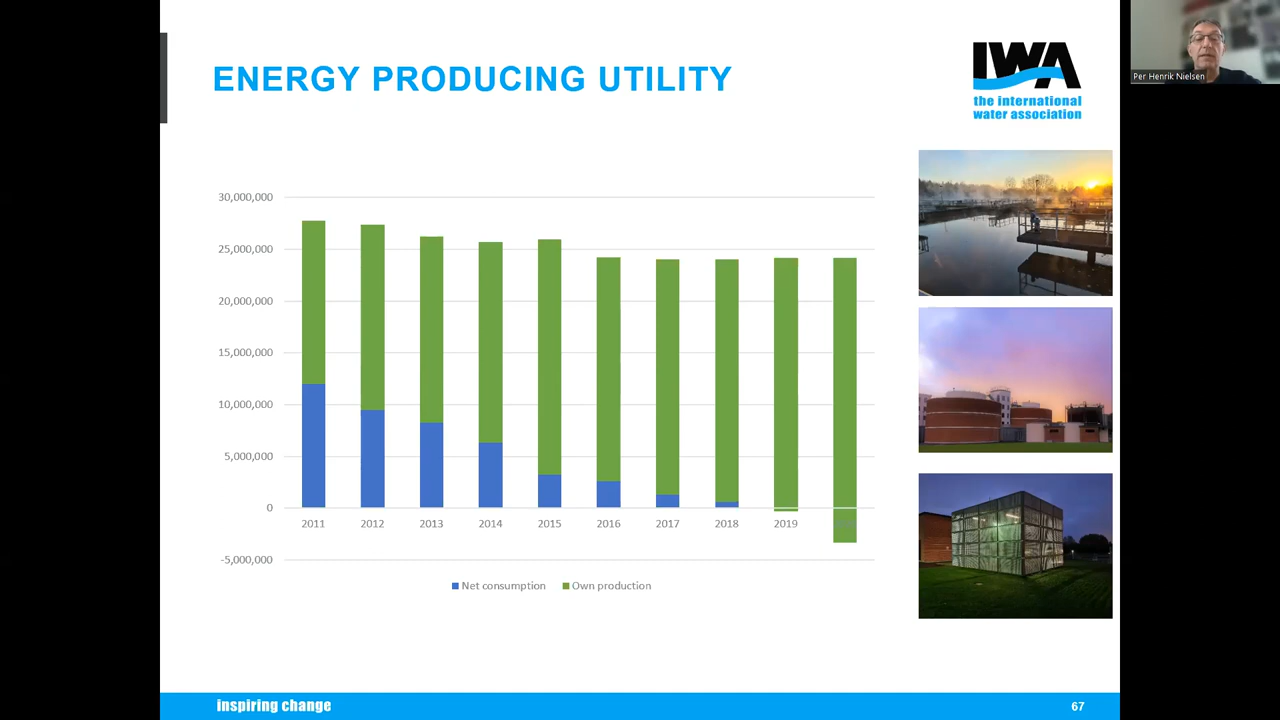 ENERGY PRODUCING UTILITY
IWA
the international
water association
Per Henrik Nielsen
30,000,000
25,000,000
20,000,000
15,000,000
10,000,000
5,000,000
0
-5,000,000
2011 2012 2013 2014 2015 2016 2017 2018 2019
Net consumption Own production
inspiring change
67